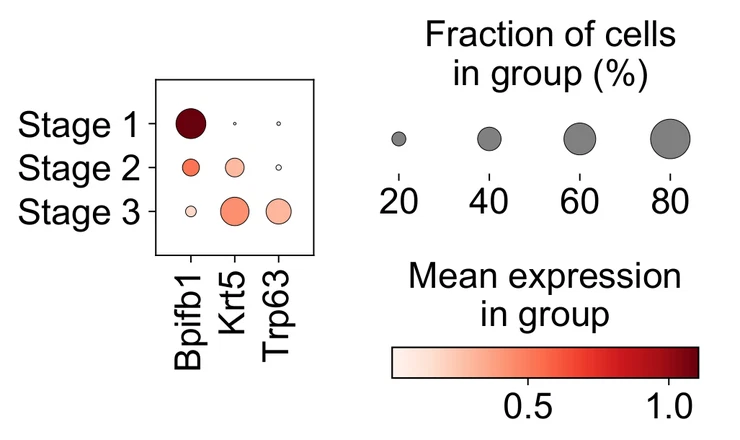 Fraction of cells
in group (%)
Stage 1
Stage 2
Stage 3
20 40 60 80
Bpifb1
Krt5
Trp63
Mean expression
in group
0.5 1.0